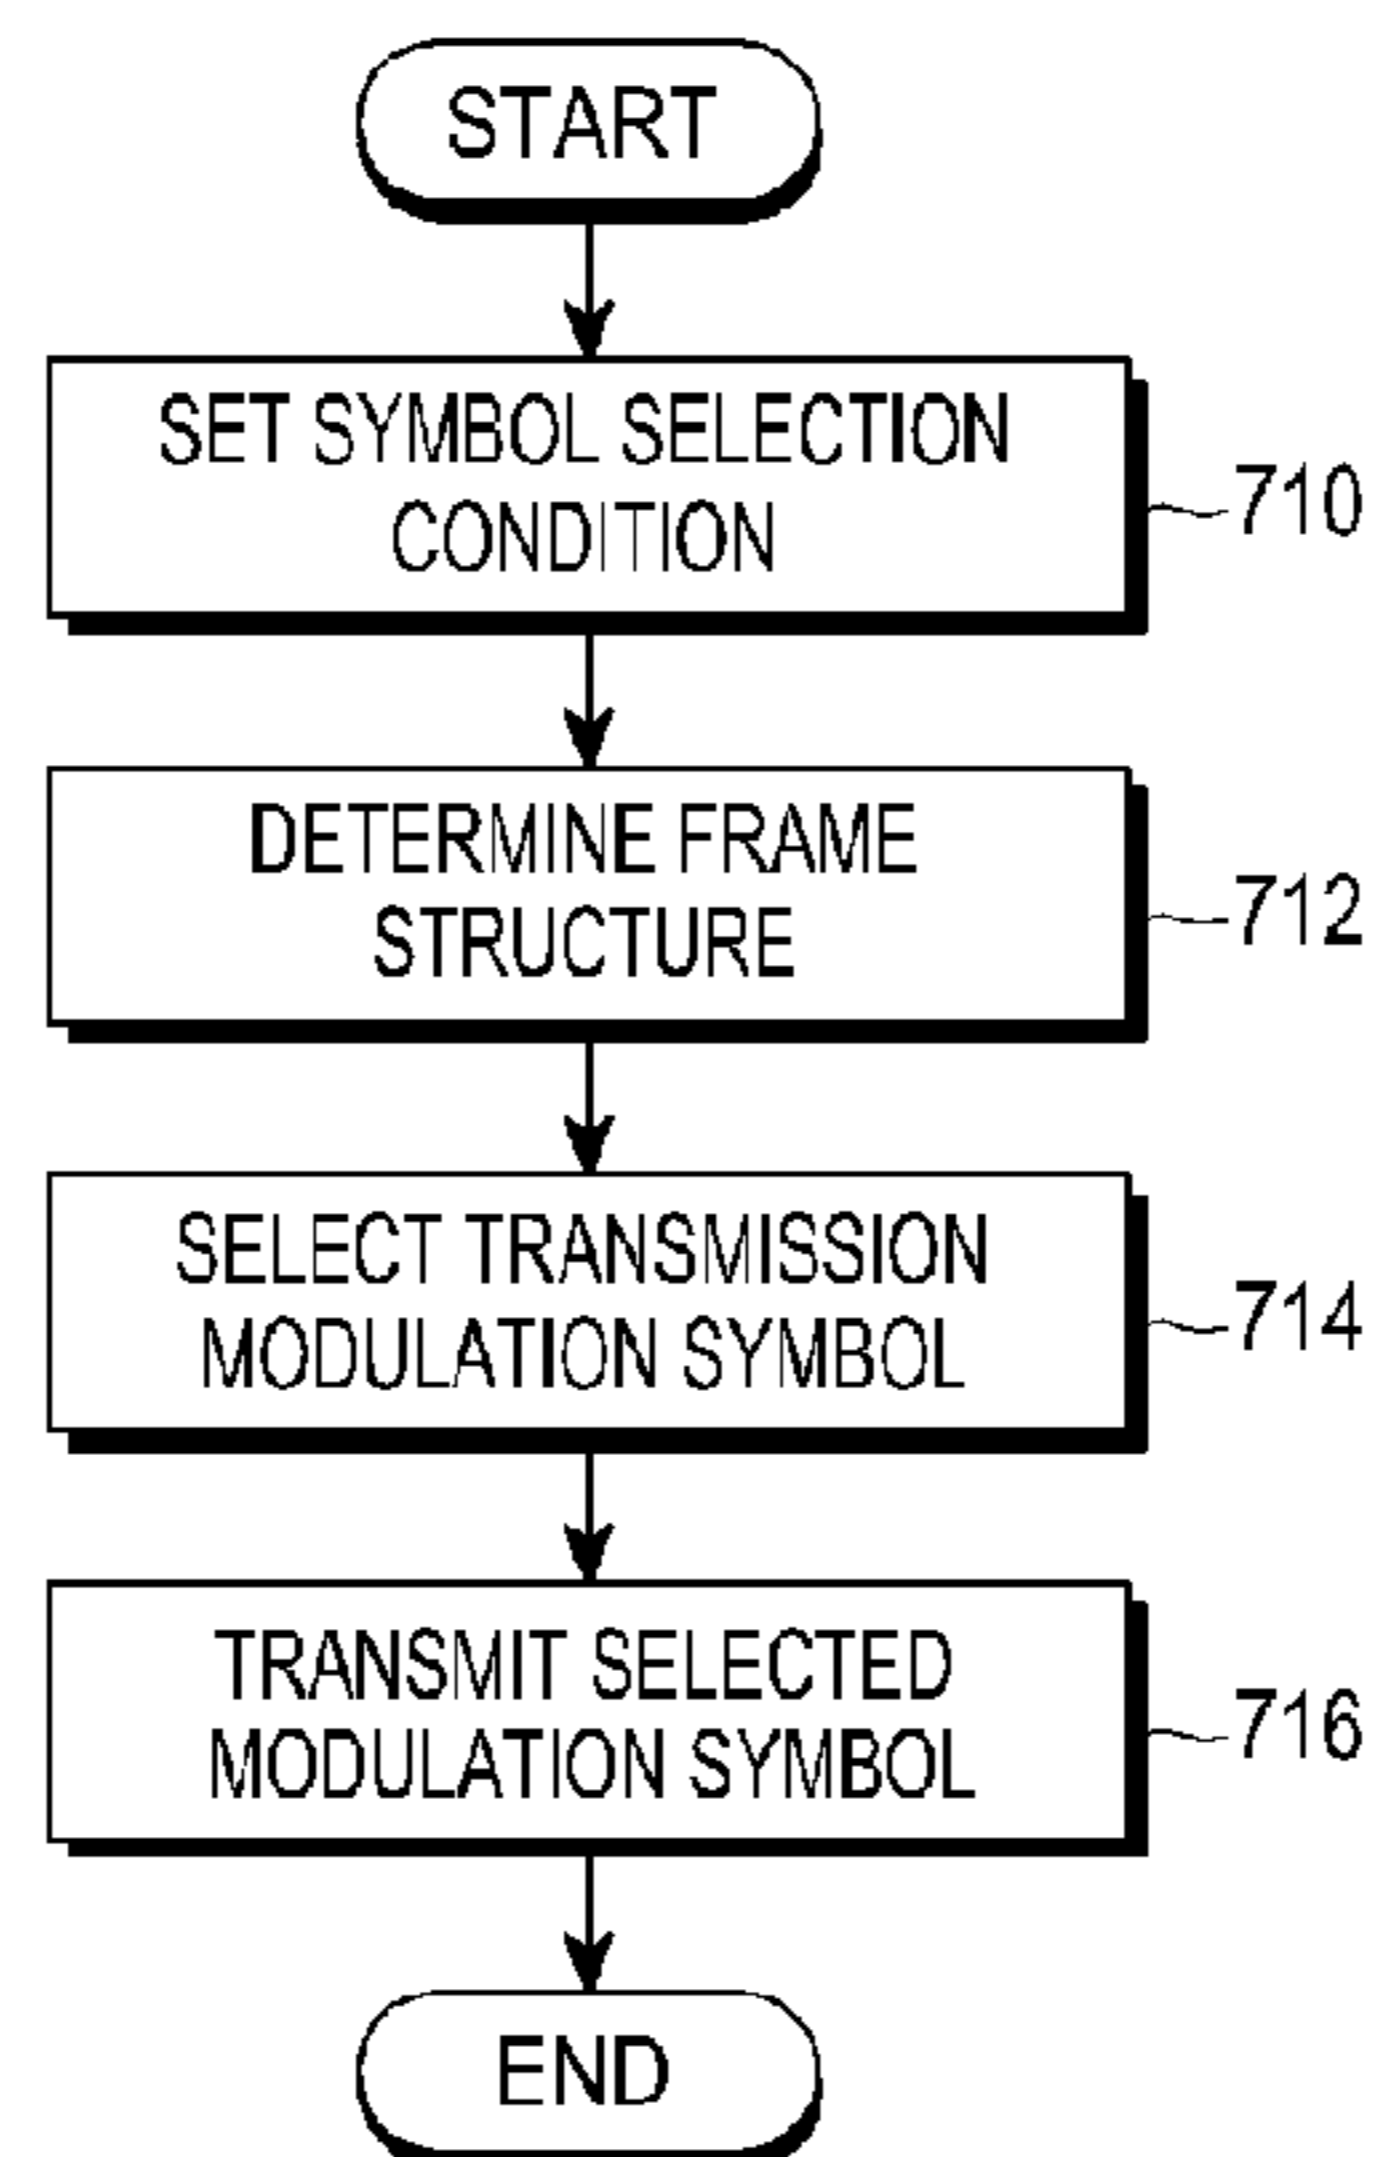 START
SET SYMBOL SELECTION
CONDITION
710
DETERMINE FRAME
STRUCTURE
712
SELECT TRANSMISSION
MODULATION SYMBOL
714
TRANSMIT SELECTED
MODULATION SYMBOL
716
END